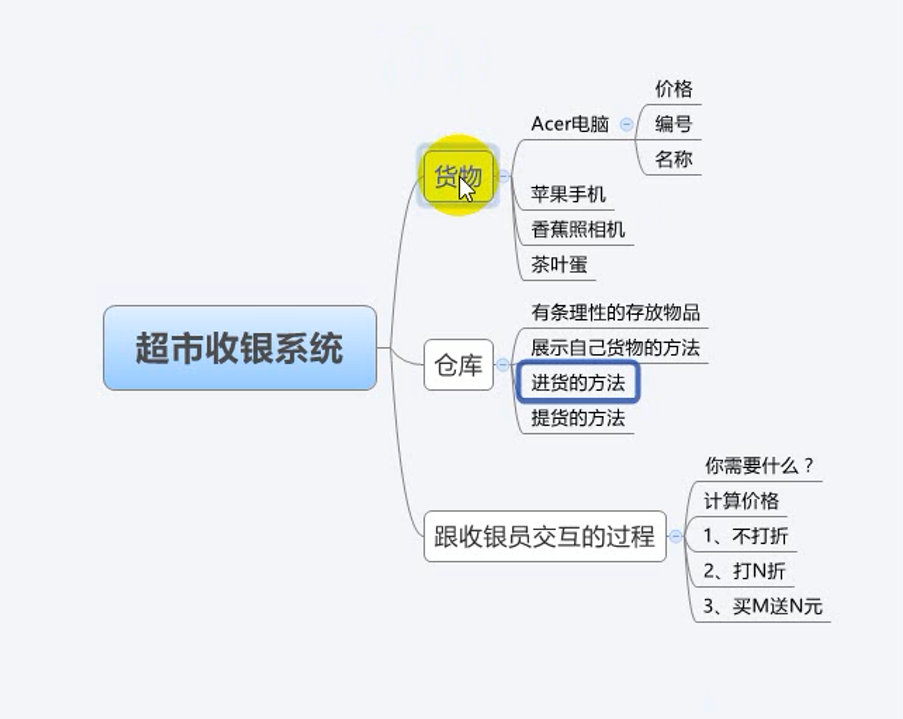 超市收银系统
货物
Acer电脑
价格
编号
名称
苹果手机
香蕉照相机
茶叶蛋
仓库
有条理性的存放物品
展示自己货物的方法
进货的方法
提货的方法
跟收银员交互的过程
你需要什么？
计算价格
1、不打折
2、打N折
3、买M送N元